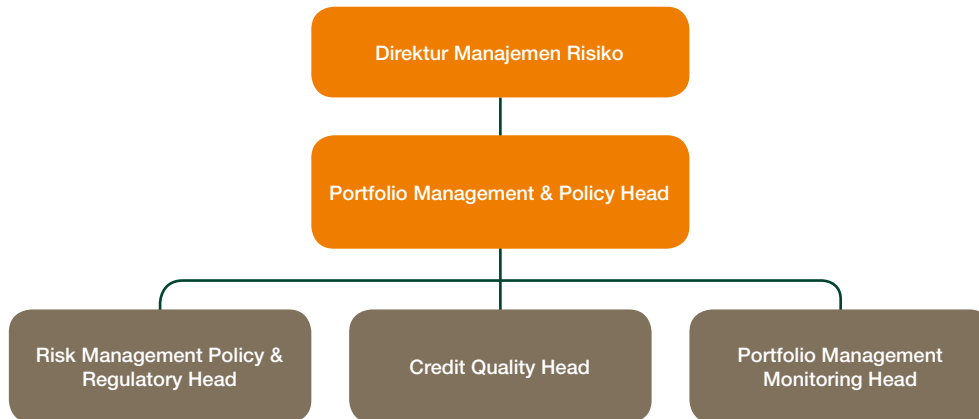 Direktur Manajemen Risiko
Portfolio Management & Policy Head
Risk Management Policy &
Regulatory Head
Credit Quality Head
Portfolio Management
Monitoring Head